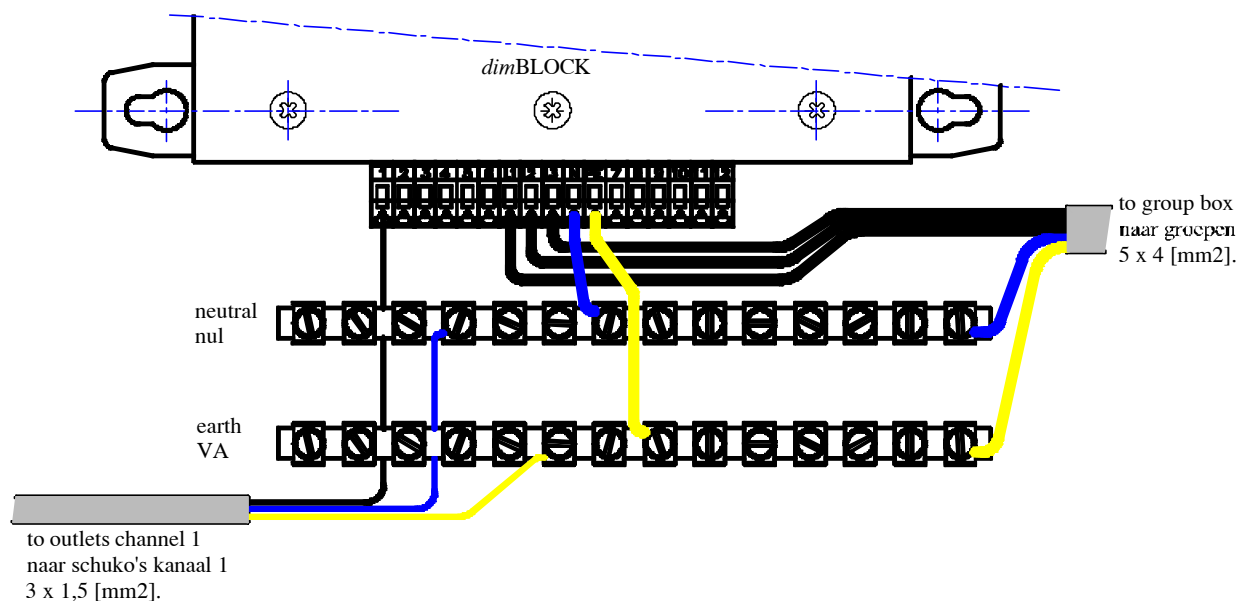 dimBLOCK
to group box
naar groepen
5 x 4 [mm2].
neutral
nul
earth
VA
to outlets channel 1
naar schuko's kanaal 1
3 x 1,5 [mm2].